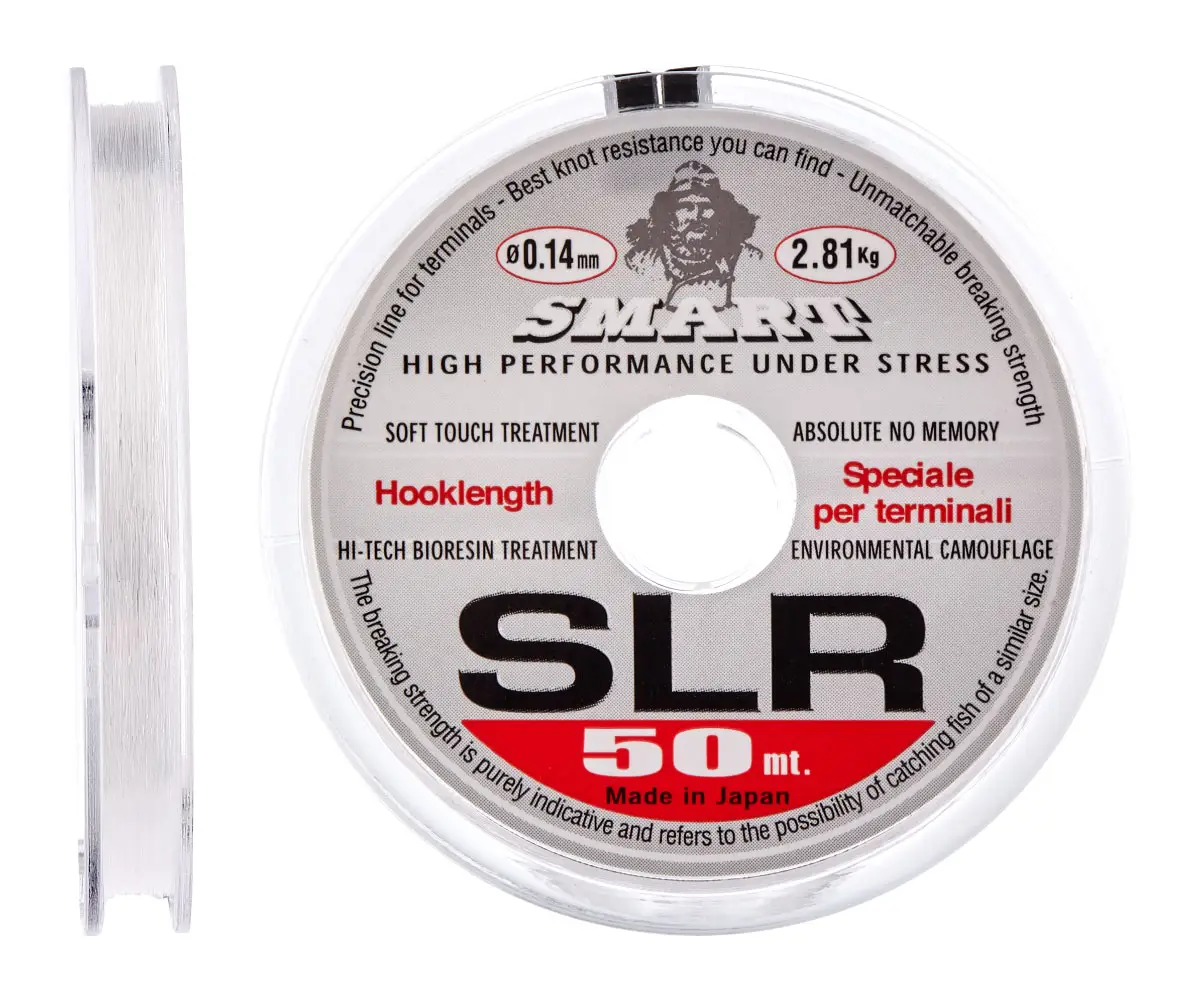 Precision line for terminals - Best knot resistance you can find - Unmatchable breaking strength
Ø0.14mm
2.81Kg
SMART
HIGH PERFORMANCE UNDER STRESS
SOFT TOUCH TREATMENT
ABSOLUTE NO MEMORY
Hooklength
Speciale
per terminali
HI-TECH BIORESIN TREATMENT
ENVIRONMENTAL CAMOUFLAGE
SLR
50 mt.
Made in Japan
The breaking strength is purely indicative and refers to the possibility of catching fish of a similar size.